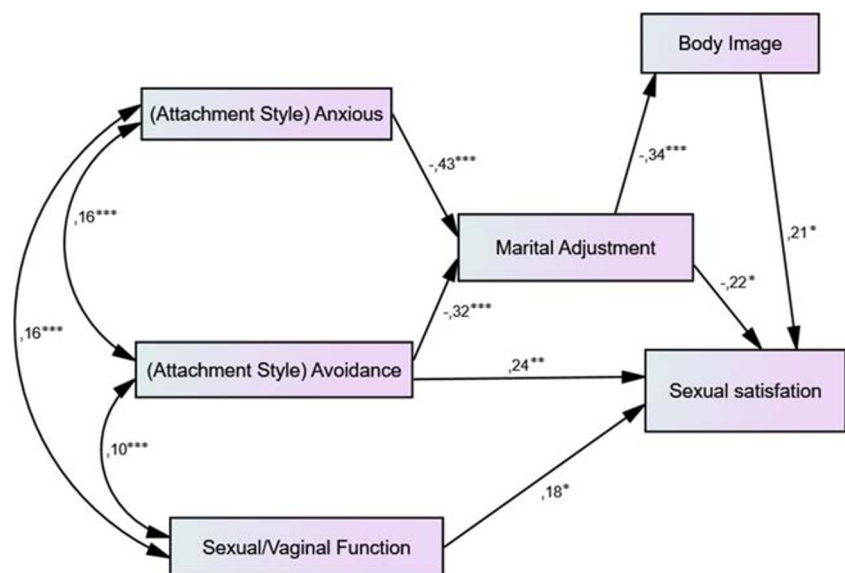 Body Image
(Attachment Style) Anxious
-,43***
-,34***
,16***
Marital Adjustment
,21*
-,22*
-,32***
,16***
(Attachment Style) Avoidance
,24**
Sexual satisfation
,10***
,18*
Sexual/Vaginal Function